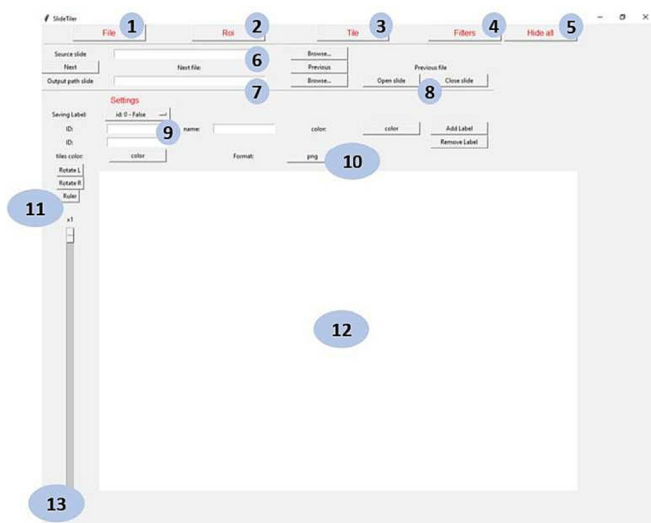 SlideTiler
File 1 Roi 2 Tile 3 Filters 4 Hide all 5
Source slide 6 Browse...
Next Next file: Previous Previous file
Output path slide 7 Browse... Open slide Close slide
8
Settings
Saving Label: id: 0 - False
ID: 9 name: color: color Add Label
ID: Remove Label
tiles color: color Format: png 10
Rotate L
Rotate R
Ruler
11
x1
12
13